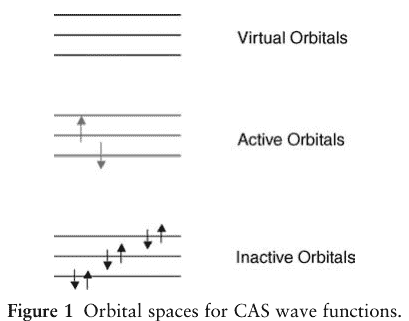 Virtual Orbitals
Active Orbitals
Inactive Orbitals
Figure 1 Orbital spaces for CAS wave functions.